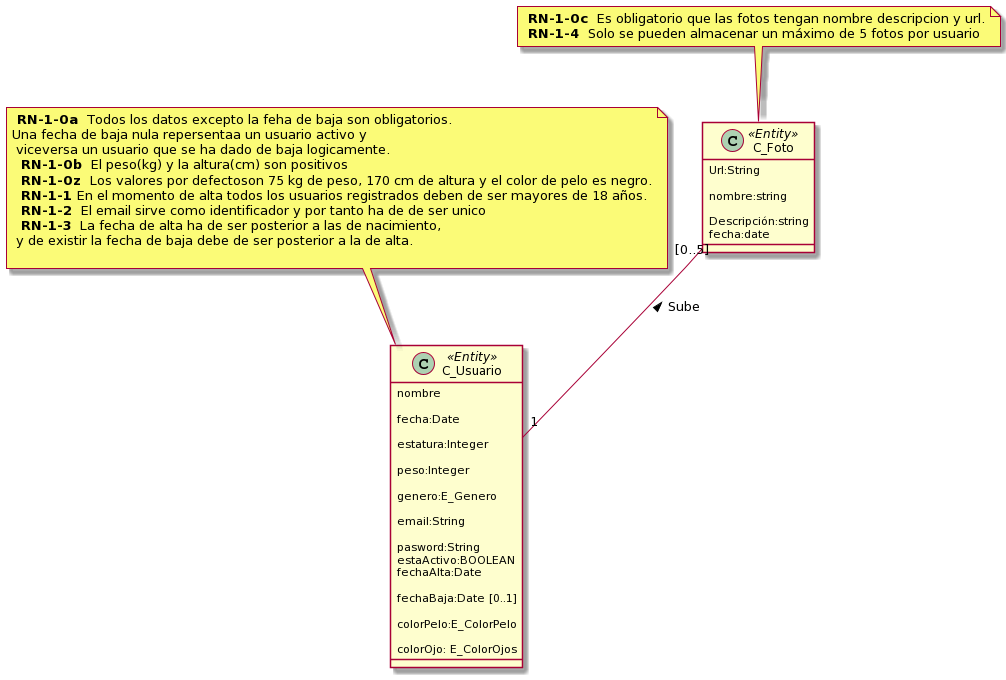 RN-1-0c Es obligatorio que las fotos tengan nombre descripcion y url.
RN-1-4 Solo se pueden almacenar un máximo de 5 fotos por usuario
RN-1-0a Todos los datos excepto la feha de baja son obligatorios.
Una fecha de baja nula repersentaa un usuario activo y
viceversa un usuario que se ha dado de baja logicamente.
RN-1-0b El peso(kg) y la altura(cm) son positivos
RN-1-0z Los valores por defectoson 75 kg de peso, 170 cm de altura y el color de pelo es negro.
RN-1-1 En el momento de alta todos los usuarios registrados deben de ser mayores de 18 años.
RN-1-2 El email sirve como identificador y por tanto ha de de ser unico
RN-1-3 La fecha de alta ha de ser posterior a las de nacimiento,
y de existir la fecha de baja debe de ser posterior a la de alta.
C
«Entity»
C_Foto
Url:String
nombre:string
Descripción:string
fecha:date
[0..5]
Sube
1
C
«Entity»
C_Usuario
nombre
fecha:Date
estatura:Integer
peso:Integer
genero:E_Genero
email:String
pasword:String
estaActivo:BOOLEAN
fechaAlta:Date
fechaBaja:Date [0..1]
colorPelo:E_ColorPelo
colorOjo: E_ColorOjos